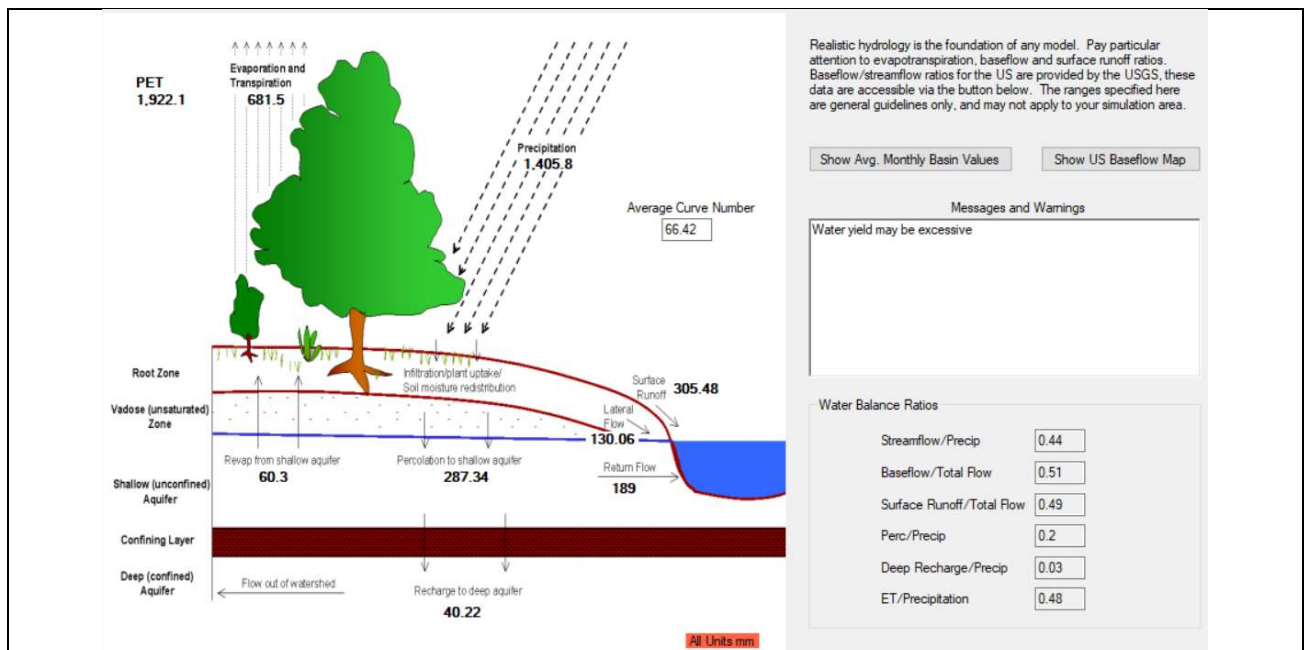 PET
1,922.1
Evaporation and
Transpiration
681.5
Precipitation
1,405.8
Average Curve Number
66.42
Root Zone
Infiltration/plant uptake/
Soil moisture redistribution
Surface
Runoff
305.48
Vadose (unsaturated)
Zone
Lateral
Flow
130.06
Revap from shallow aquifer
60.3
Percolation to shallow aquifer
287.34
Return Flow
189
Shallow (unconfined)
Aquifer
Confining Layer
Deep (confined)
Aquifer
Flow out of watershed
Recharge to deep aquifer
40.22
All Units mm
Realistic hydrology is the foundation of any model. Pay particular
attention to evapotranspiration, baseflow and surface runoff ratios.
Baseflow/streamflow ratios for the US are provided by the USGS, these
data are accessible via the button below. The ranges specified here
are general guidelines only, and may not apply to your simulation area.
Show Avg. Monthly Basin Values
Show US Baseflow Map
Messages and Warnings
Water yield may be excessive
Water Balance Ratios
Streamflow/Precip 0.44
Baseflow/Total Flow 0.51
Surface Runoff/Total Flow 0.49
Perc/Precip 0.2
Deep Recharge/Precip 0.03
ET/Precipitation 0.48